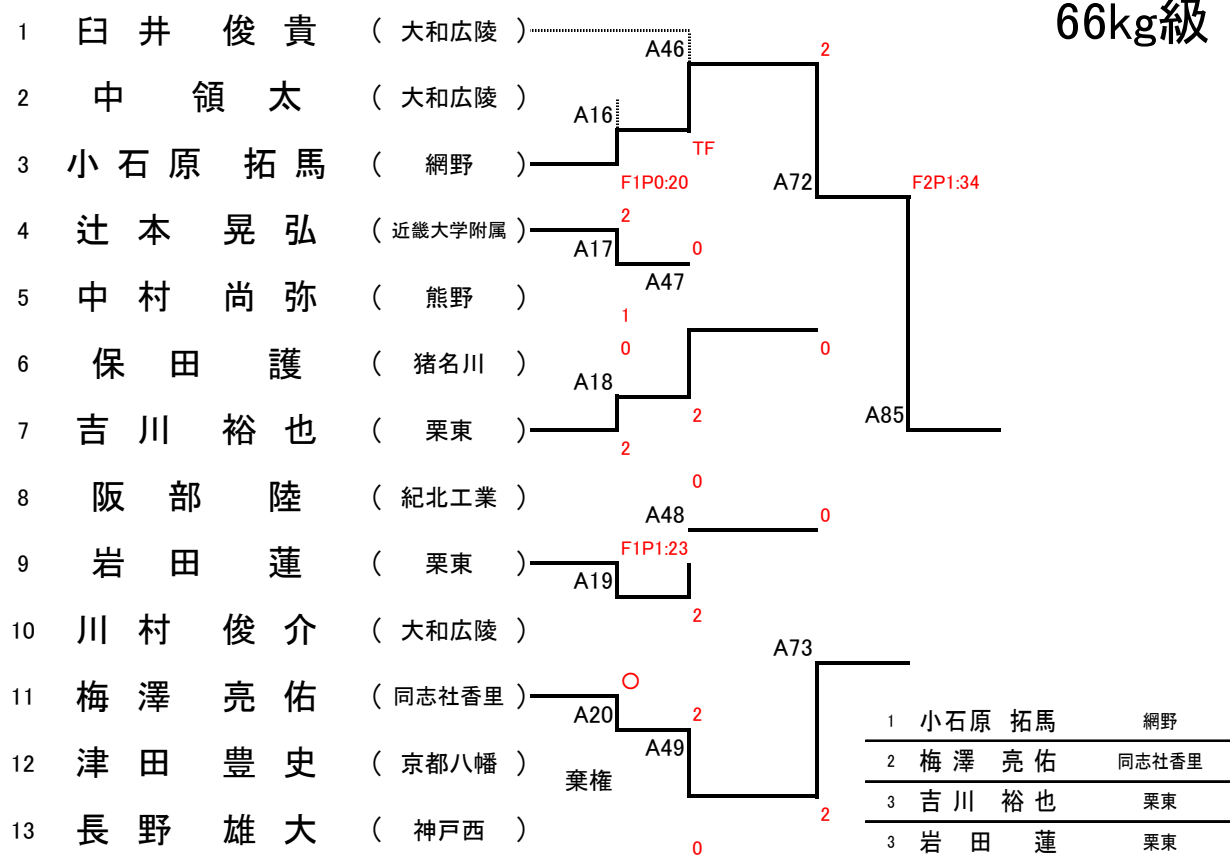 66kg級
1 臼井 俊貴 ( 大和広陵 )
A46
2
2 中 領太 ( 大和広陵 )
A16
TF
3 小石原 拓馬 ( 網野 )
F1P0:20
A72
F2P1:34
4 辻本 晃弘 ( 近畿大学附属 )
2
A17
0
A47
5 中村 尚弥 ( 熊野 )
1
0
0
6 保田 護 ( 猪名川 )
A18
2
A85
7 吉川 裕也 ( 栗東 )
2
0
8 阪部 陸 ( 紀北工業 )
A48
0
F1P1:23
9 岩田 蓮 ( 栗東 )
A19
2
10 川村 俊介 ( 大和広陵 )
A73
○
11 梅澤 亮佑 ( 同志社香里 )
A20
2
A49
12 津田 豊史 ( 京都八幡 )
棄権
2
13 長野 雄大 ( 神戸西 )
0
1 小石原 拓馬 網野
2 梅澤 亮佑 同志社香里
3 吉川 裕也 栗東
3 岩田 蓮 栗東